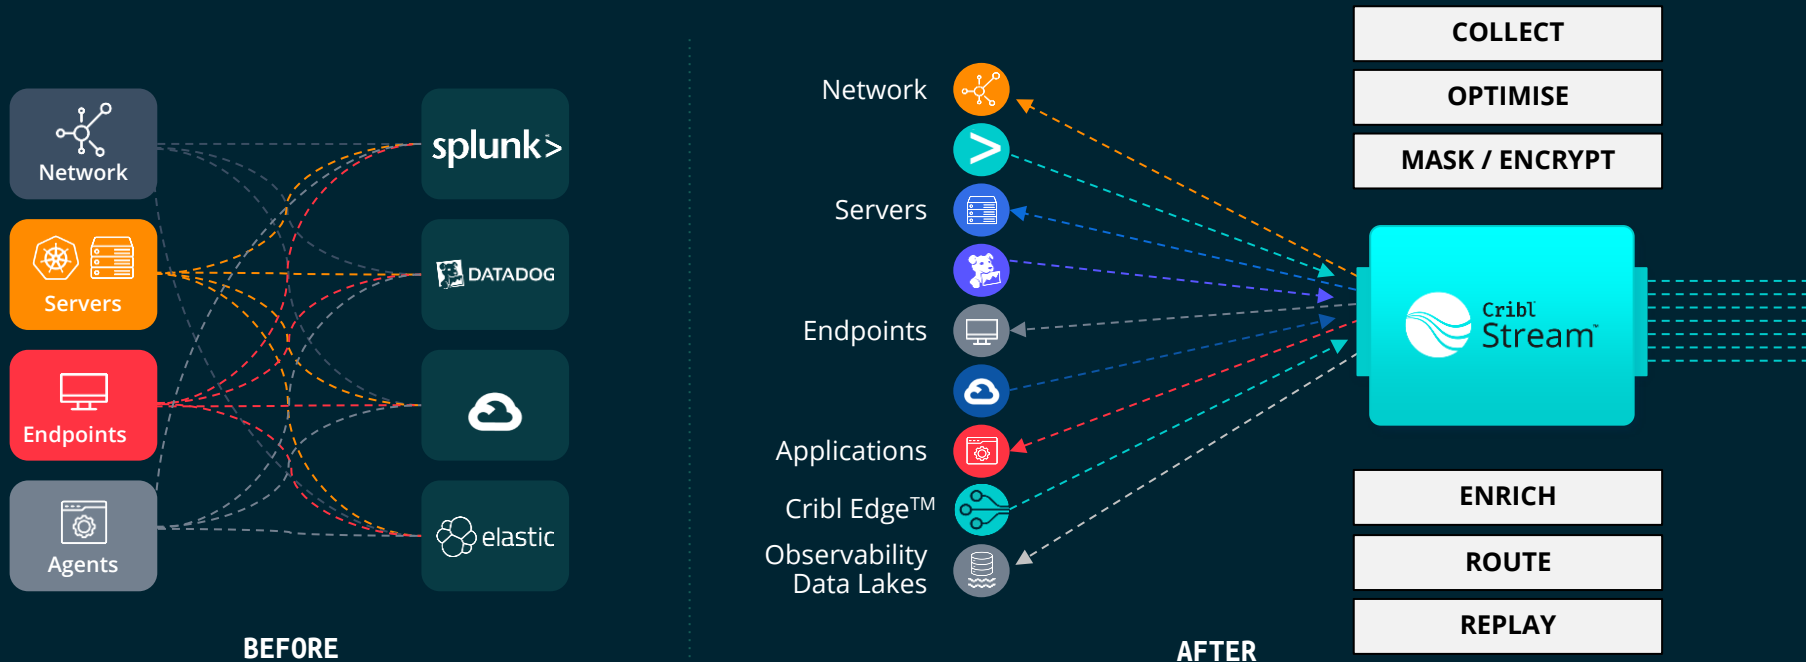 Network
Servers
Endpoints
Agents
splunk>
DATADOG
elastic
BEFORE
Network
Servers
Endpoints
Applications
Cribl Edge™
Observability
Data Lakes
COLLECT
OPTIMISE
MASK / ENCRYPT
Cribl
Stream™
ENRICH
ROUTE
REPLAY
AFTER